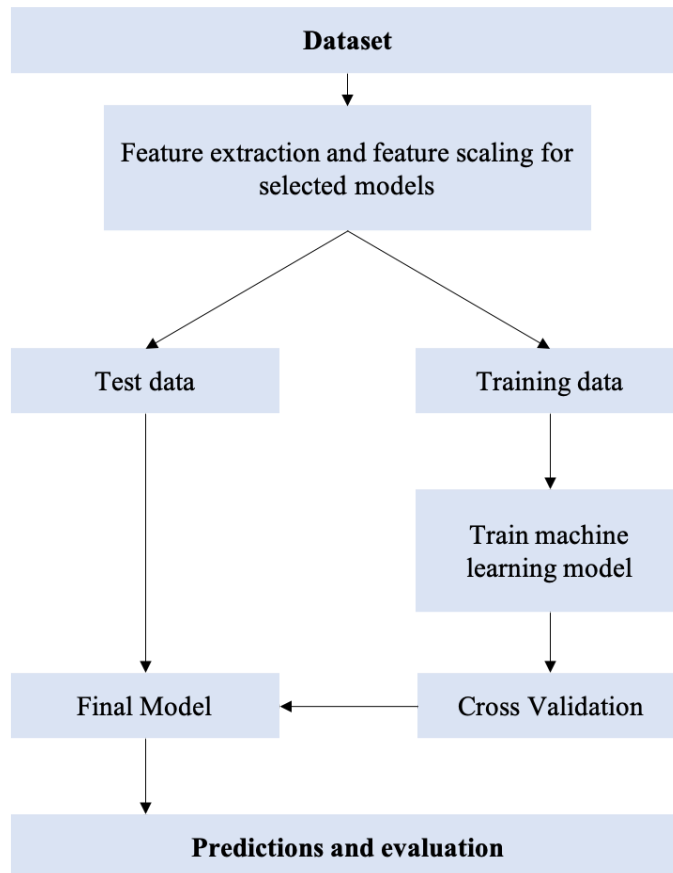 Dataset
Feature extraction and feature scaling for
selected models
Test data
Training data
Train machine
learning model
Final Model
Cross Validation
Predictions and evaluation